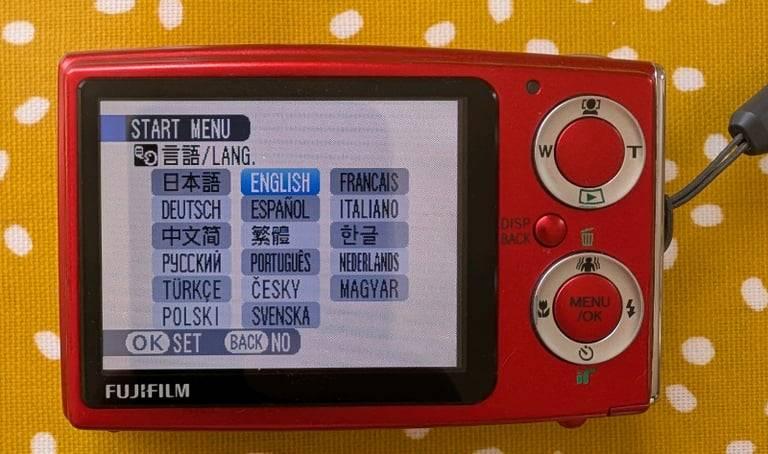 START MENU
言語/LANG.
日本語 ENGLISH FRANCAIS
DEUTSCH ESPAÑOL ITALIANO
中文简 繁體 한글
РУССКИЙ PORTUGUÊS NEDERLANDS
TÜRKÇE ČESKY MAGYAR
POLSKI SVENSKA
OK SET BACK NO
FUJIFILM
W T
DISP
BACK
MENU
/OK